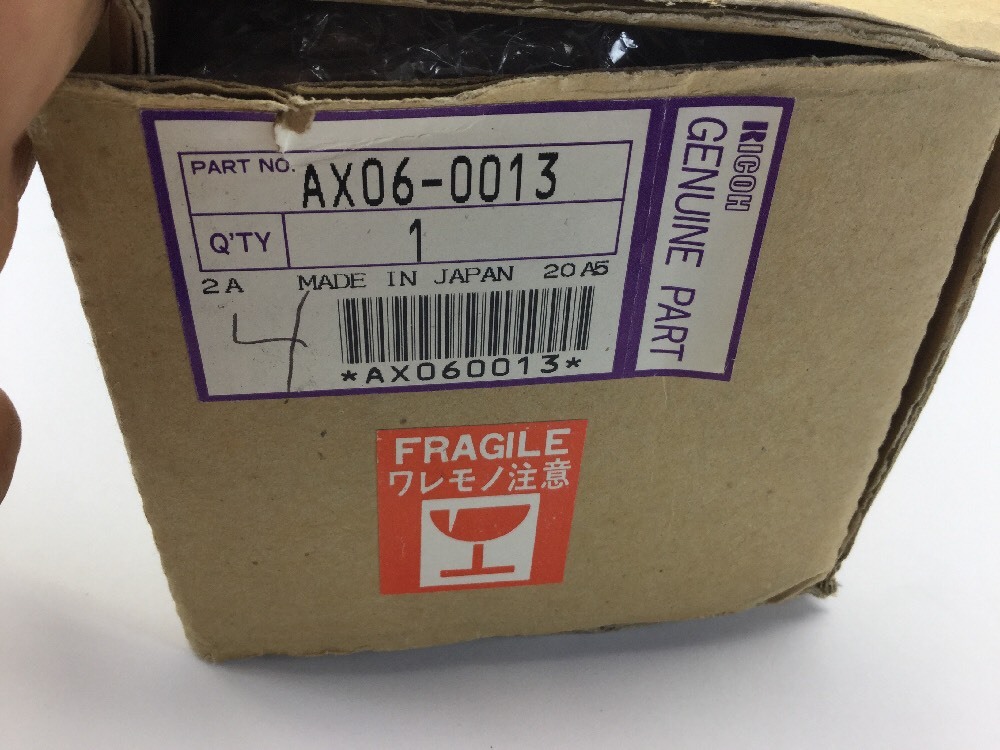 PART NO. AX06-0013
Q'TY 1
2A MADE IN JAPAN 20A5
4
*AX060013*
RICOH
GENUINE PART
FRAGILE
ワレモノ注意